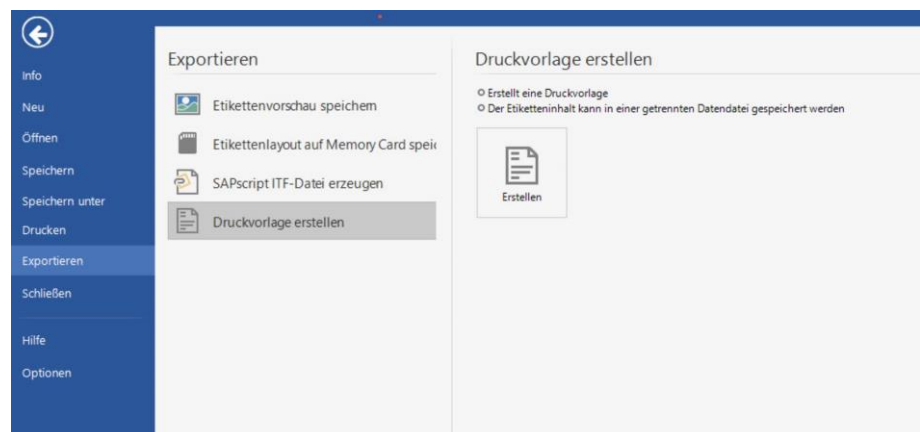 Info
Neu
Öffnen
Speichern
Speichern unter
Drucken
Exportieren
Schließen
Hilfe
Optionen
Exportieren
Etikettenvorschau speichern
Etikettenlayout auf Memory Card speic
SAPscript ITF-Datei erzeugen
Druckvorlage erstellen
Druckvorlage erstellen
Erstellt eine Druckvorlage
Der Etiketteninhalt kann in einer getrennten Datendatei gespeichert werden
Erstellen